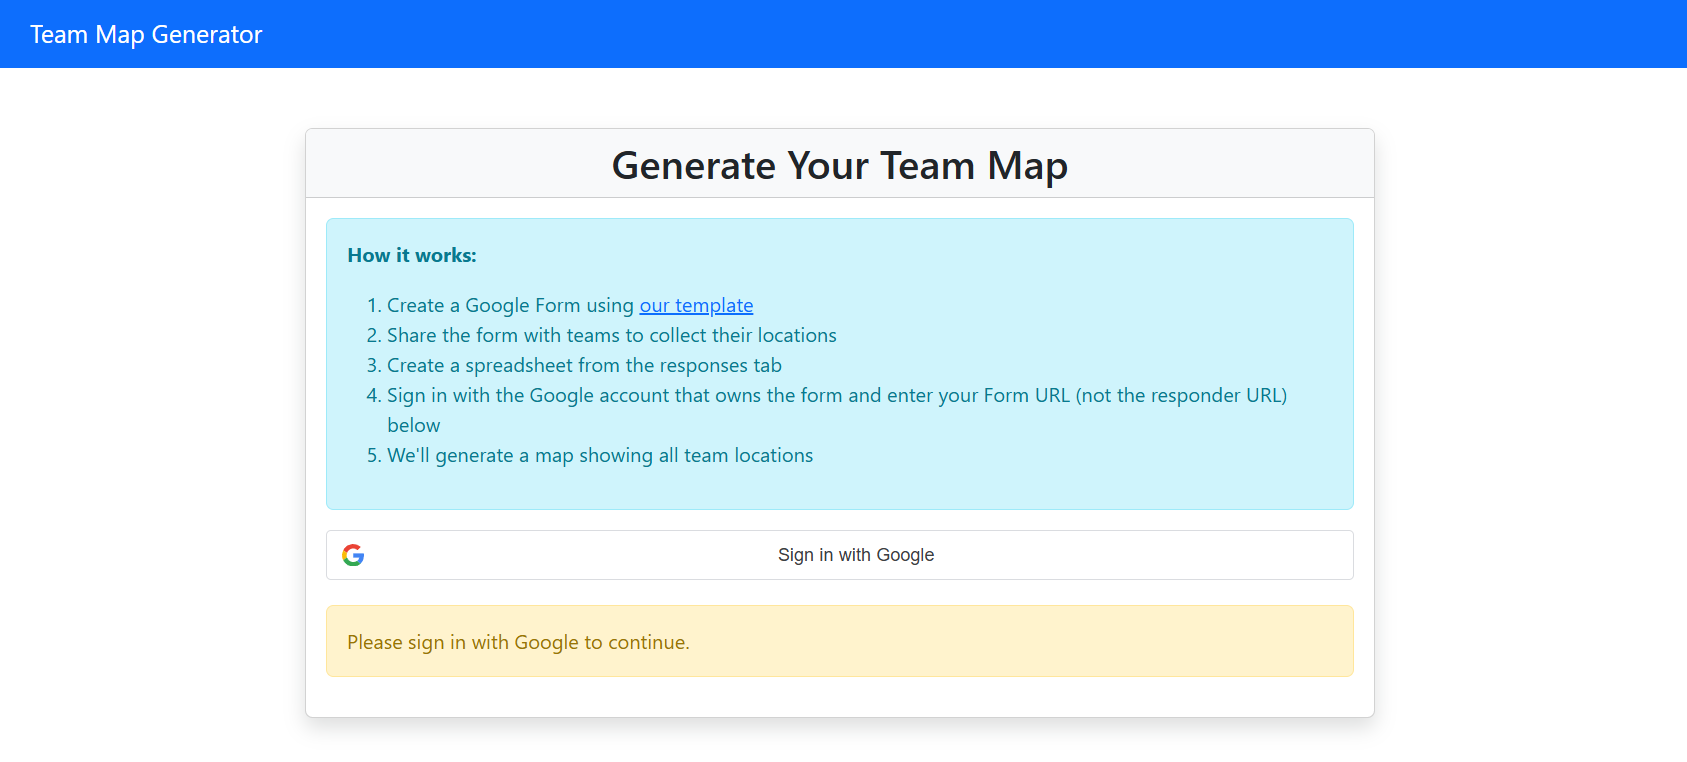 Team Map Generator
Generate Your Team Map
How it works:
1. Create a Google Form using our template
2. Share the form with teams to collect their locations
3. Create a spreadsheet from the responses tab
4. Sign in with the Google account that owns the form and enter your Form URL (not the responder URL)
below
5. We'll generate a map showing all team locations
Sign in with Google
Please sign in with Google to continue.